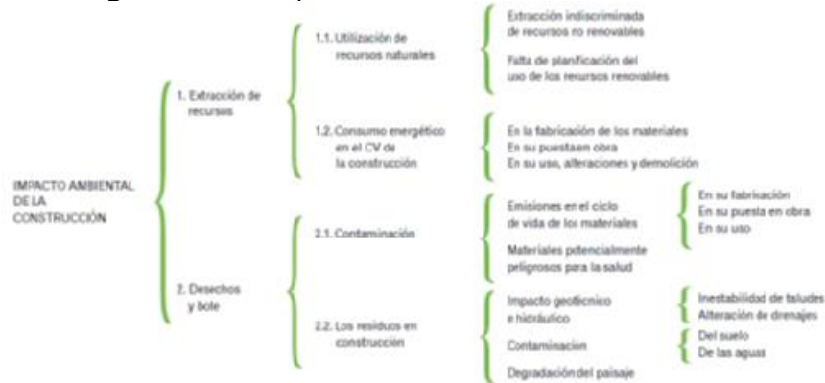 IMPACTO AMBIENTAL
DE LA
CONSTRUCCIÓN
1. Extracción de
recursos
1.1. Utilización de
recursos naturales
Extracción indiscriminada
de recursos no renovables
Falta de planificación del
uso de los recursos renovables
1.2. Consumo energético
en el CV de
la construcción
En la fabricación de los materiales
En su puesta en obra
En su uso, alteraciones y demolición
2. Desechos
y bote
2.1. Contaminación
Emisiones en el ciclo
de vida de los materiales
En su fabricación
En su puesta en obra
En su uso
Materiales potencialmente
peligrosos para la salud
2.2. Los residuos en
construcción
Impacto geotécnico
e hidráulico
Inestabilidad de taludes
Alteración de drenajes
Contaminacion
Del suelo
De las aguas
Degradación del paisaje